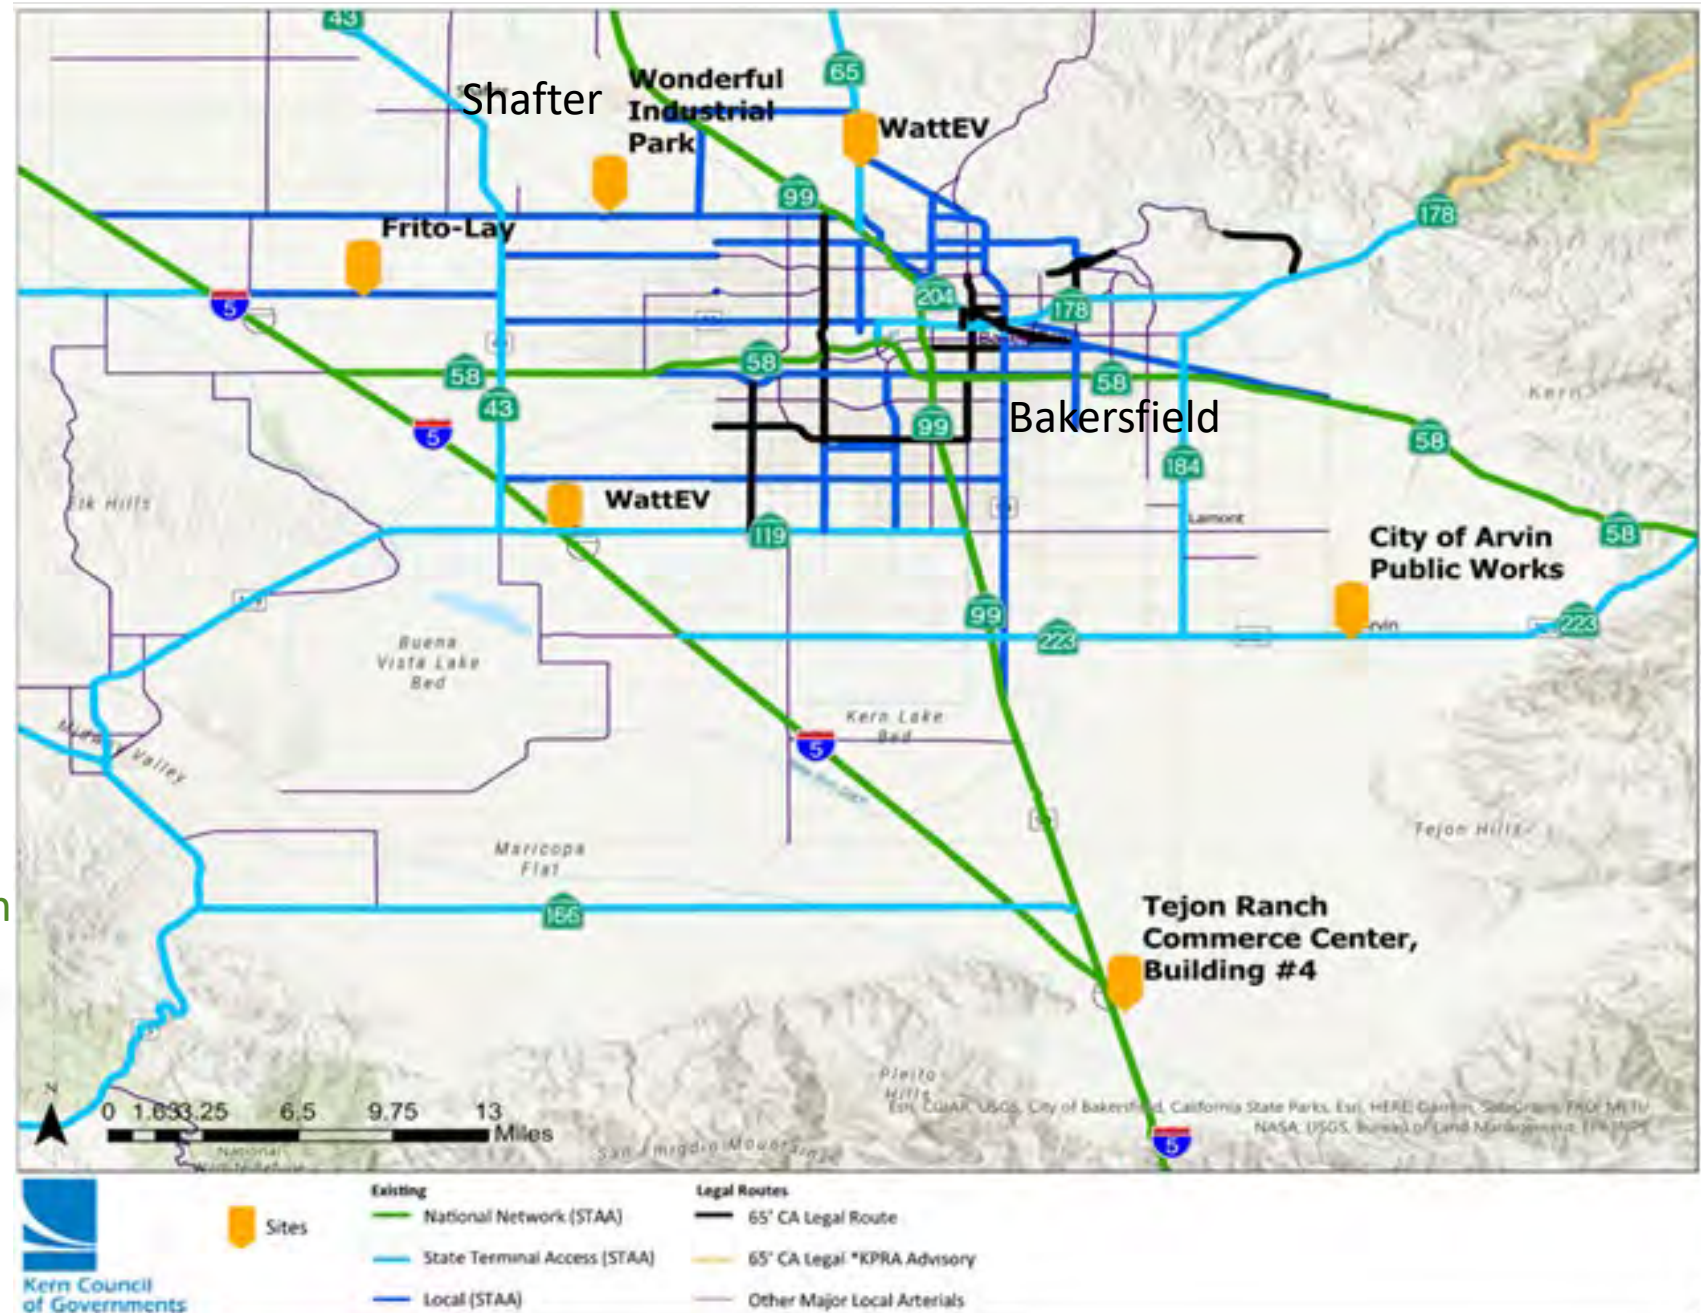 43
65
Shafter
Wonderful
Industrial
Park
WattEV
99
178
Frito-Lay
5
204
178
58
58
58
43
Bakersfield
99
5
58
184
WattEV
Elk Hills
119
Lamont
58
City of Arvin
Public Works
99
223
223
Buena
Vista Lake
Bed
Kern Lake
Bed
5
Valley
Tejon Hills
Maricopa
Flat
166
Tejon Ranch
Commerce Center,
Building #4
Pleito
Hills
N
0 1.63 3.25 6.5 9.75 13
Miles
5
Existing
Legal Routes
Sites
National Network (STAA)
65' CA Legal Route
State Terminal Access (STAA)
65' CA Legal *KPRA Advisory
Local (STAA)
Other Major Local Arterials
Kern Council
of Governments